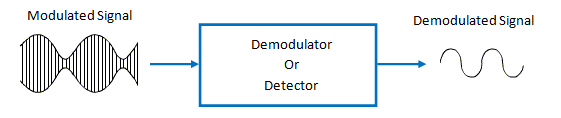 Modulated Signal
Demodulated Signal
Demodulator
Or
Detector